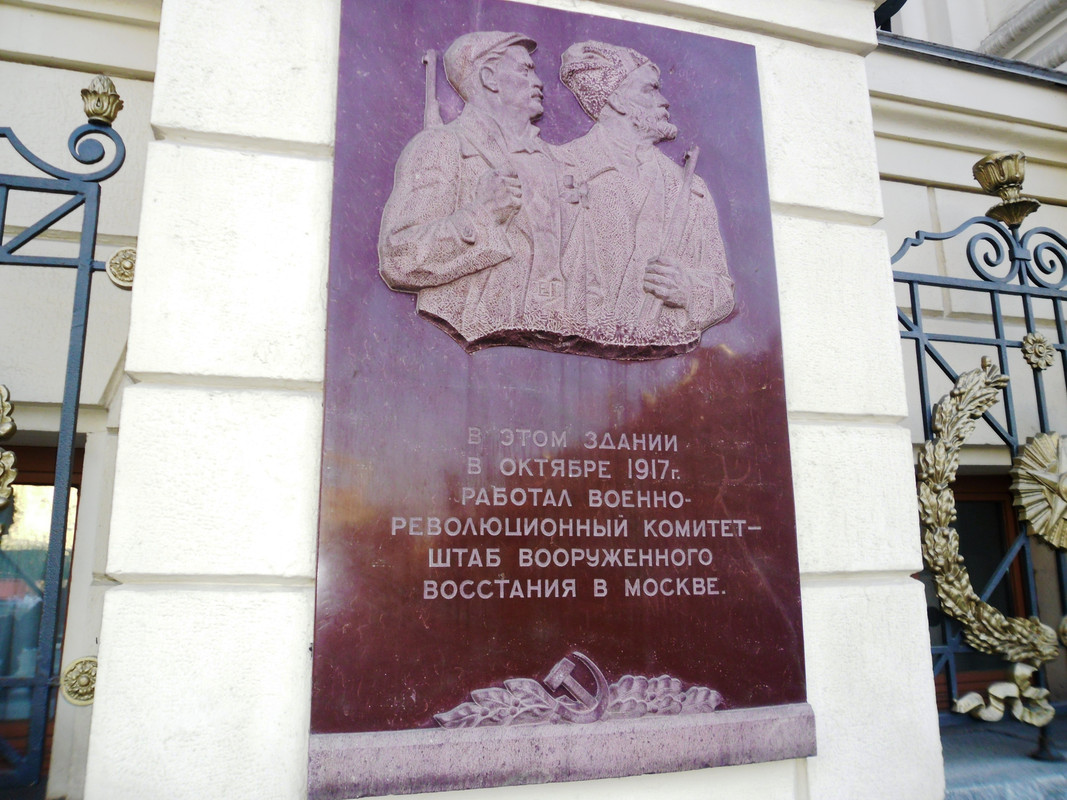 В ЭТОМ ЗДАНИИ
В ОКТЯБРЕ 1917г.
РАБОТАЛ ВОЕННО-
РЕВОЛЮЦИОННЫЙ КОМИТЕТ—
ШТАБ ВООРУЖЕННОГО
ВОССТАНИЯ В МОСКВЕ.